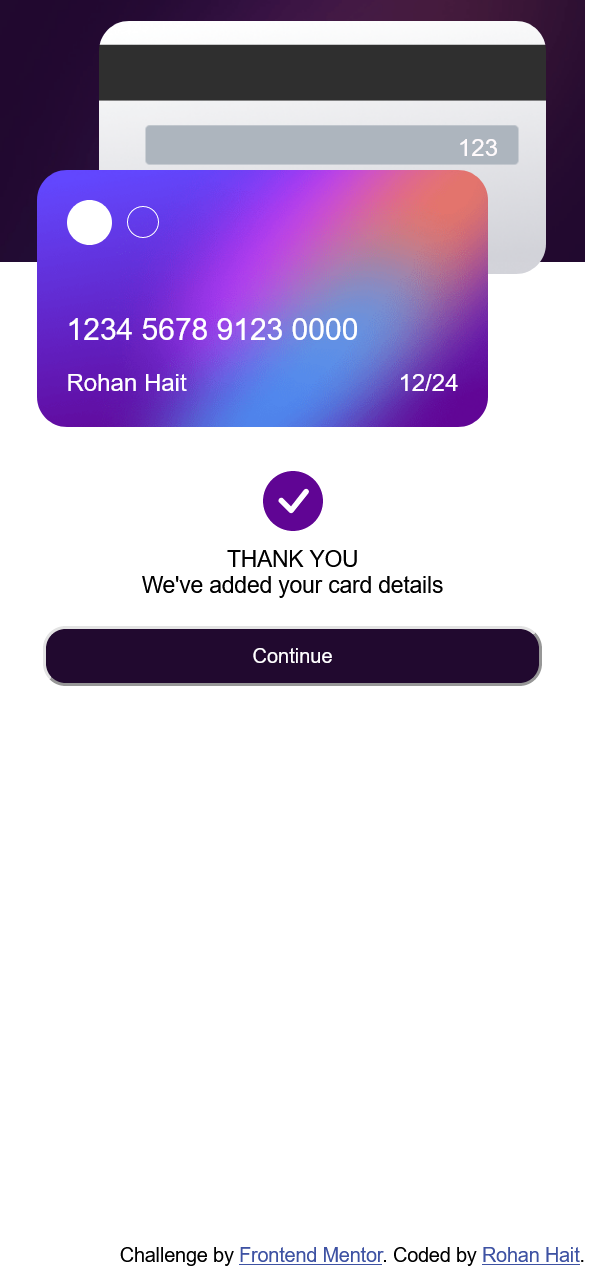 123
1234 5678 9123 0000
Rohan Hait 12/24
THANK YOU
We've added your card details
Continue
Challenge by Frontend Mentor. Coded by Rohan Hait.